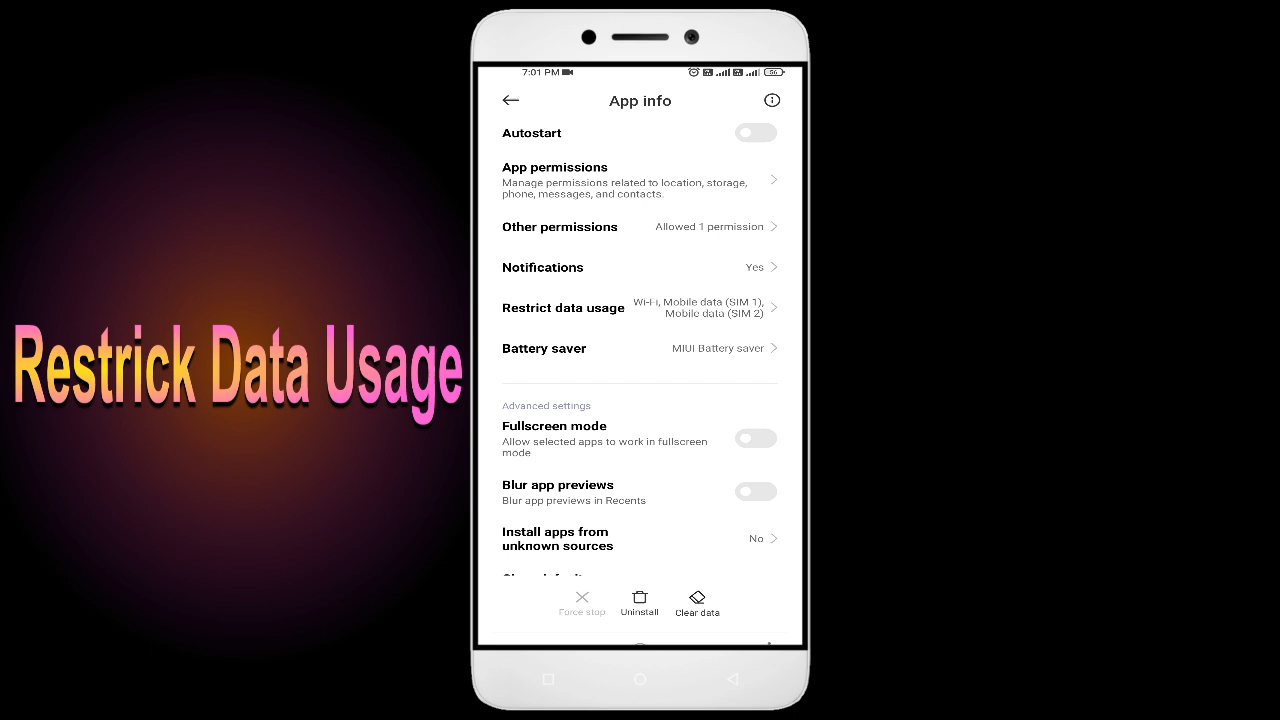 Restrick Data Usage
7:01 PM
56
App info
Autostart
App permissions
Manage permissions related to location, storage,
phone, messages, and contacts.
Other permissions
Allowed 1 permission
Notifications
Yes
Restrict data usage
Wi-Fi, Mobile data (SIM 1),
Mobile data (SIM 2)
Battery saver
MIUI Battery saver
Advanced settings
Fullscreen mode
Allow selected apps to work in fullscreen
mode
Blur app previews
Blur app previews in Recents
Install apps from
unknown sources
No
Force stop
Uninstall
Clear data